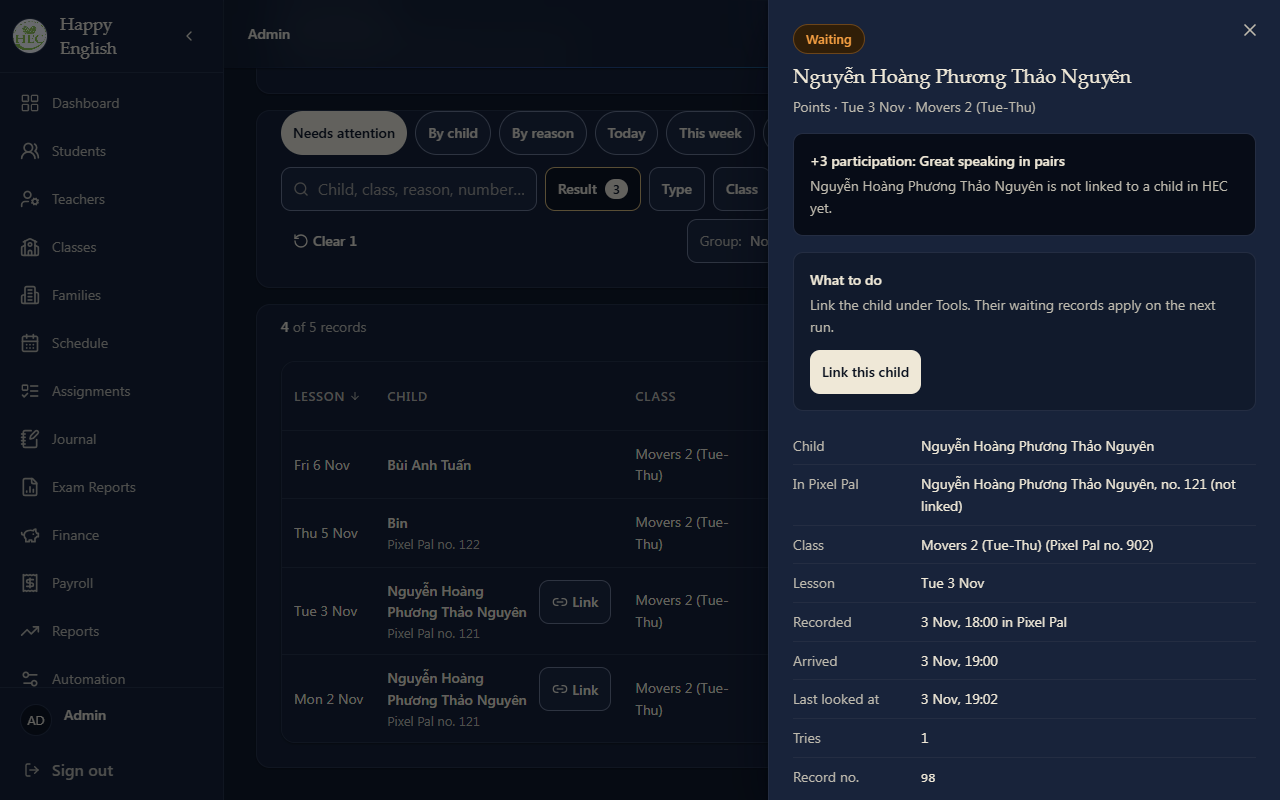 HEC
Happy
English
Dashboard
Students
Teachers
Classes
Families
Schedule
Assignments
Journal
Exam Reports
Finance
Payroll
Reports
Automation
AD
Admin
Sign out
Admin
Needs attention
By child
By reason
Today
This week
Child, class, reason, number...
Result 3
Type
Class
Clear 1
Group: No
4 of 5 records
LESSON
CHILD
CLASS
Fri 6 Nov
Bùi Anh Tuấn
Movers 2 (Tue-
Thu)
Thu 5 Nov
Bin
Pixel Pal no. 122
Movers 2 (Tue-
Thu)
Tue 3 Nov
Nguyễn Hoàng
Phương Thảo Nguyên
Pixel Pal no. 121
Link
Movers 2 (Tue-
Thu)
Mon 2 Nov
Nguyễn Hoàng
Phương Thảo Nguyên
Pixel Pal no. 121
Link
Movers 2 (Tue-
Thu)
Waiting
Nguyễn Hoàng Phương Thảo Nguyên
Points · Tue 3 Nov · Movers 2 (Tue-Thu)
+3 participation: Great speaking in pairs
Nguyễn Hoàng Phương Thảo Nguyên is not linked to a child in HEC
yet.
What to do
Link the child under Tools. Their waiting records apply on the next
run.
Link this child
Child
Nguyễn Hoàng Phương Thảo Nguyên
In Pixel Pal
Nguyễn Hoàng Phương Thảo Nguyên, no. 121 (not
linked)
Class
Movers 2 (Tue-Thu) (Pixel Pal no. 902)
Lesson
Tue 3 Nov
Recorded
3 Nov, 18:00 in Pixel Pal
Arrived
3 Nov, 19:00
Last looked at
3 Nov, 19:02
Tries
1
Record no.
98